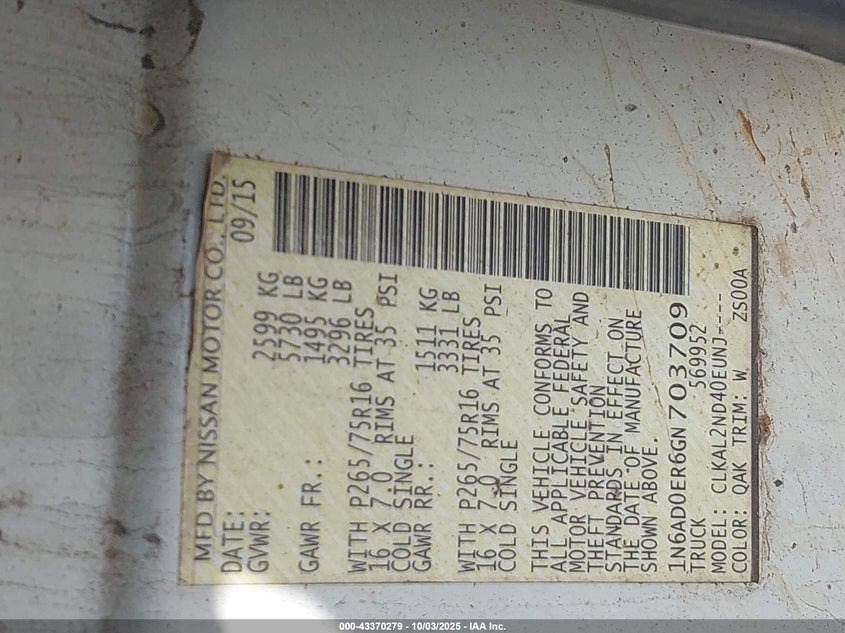 MFD BY NISSAN MOTOR CO., LTD.
DATE: 09/15
GVWR: 2599 KG
5730 LB
GAWR FR.: 1495 KG
3296 LB
WITH P265/75R16 TIRES
16 X 7.0 RIMS AT 35 PSI
COLD SINGLE
GAWR RR.: 1511 KG
3331 LB
WITH P265/75R16 TIRES
16 X 7.0 RIMS AT 35 PSI
COLD SINGLE
THIS VEHICLE CONFORMS TO
ALL APPLICABLE FEDERAL
MOTOR VEHICLE SAFETY AND
THEFT PREVENTION
STANDARDS IN EFFECT ON
THE DATE OF MANUFACTURE
SHOWN ABOVE.
1N6AD0ER6GN703709
TRUCK 569952
MODEL: CLKAL2ND40EUNJ----
COLOR: QAK TRIM: W ZS00A
000-43370279 - 10/03/2025 - IAA Inc.